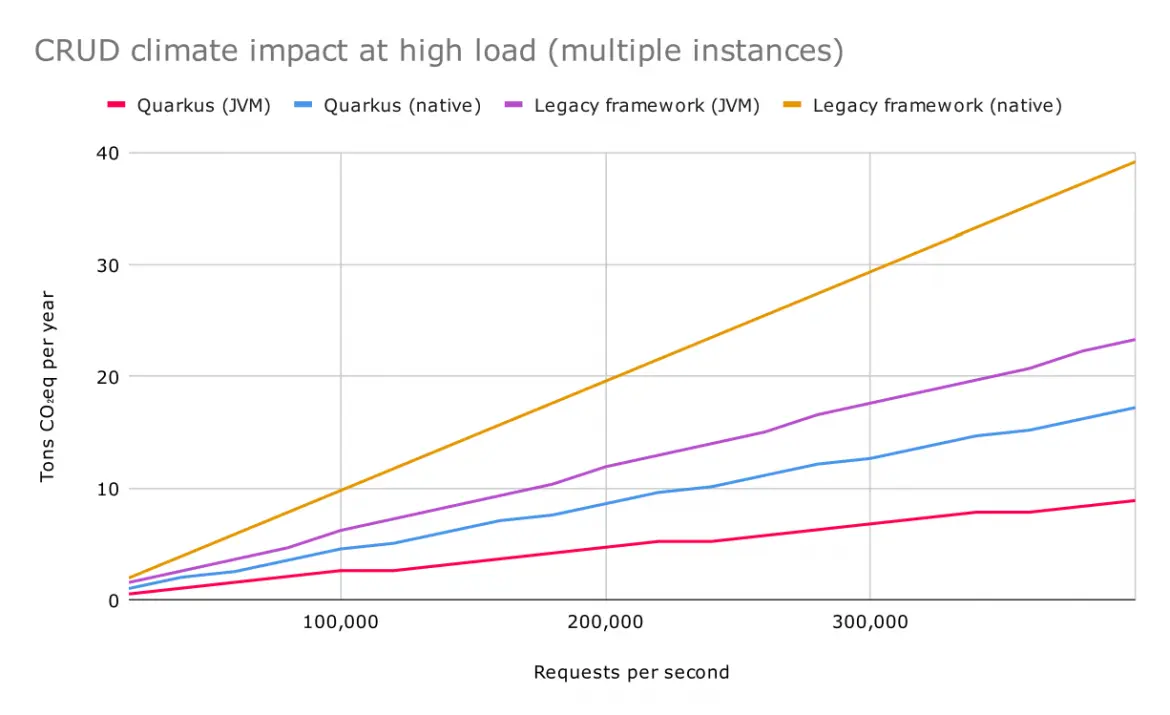 CRUD climate impact at high load (multiple instances)
Quarkus (JVM) Quarkus (native) Legacy framework (JVM) Legacy framework (native)
40
30
20
10
0
Tons CO₂eq per year
100,000 200,000 300,000
Requests per second